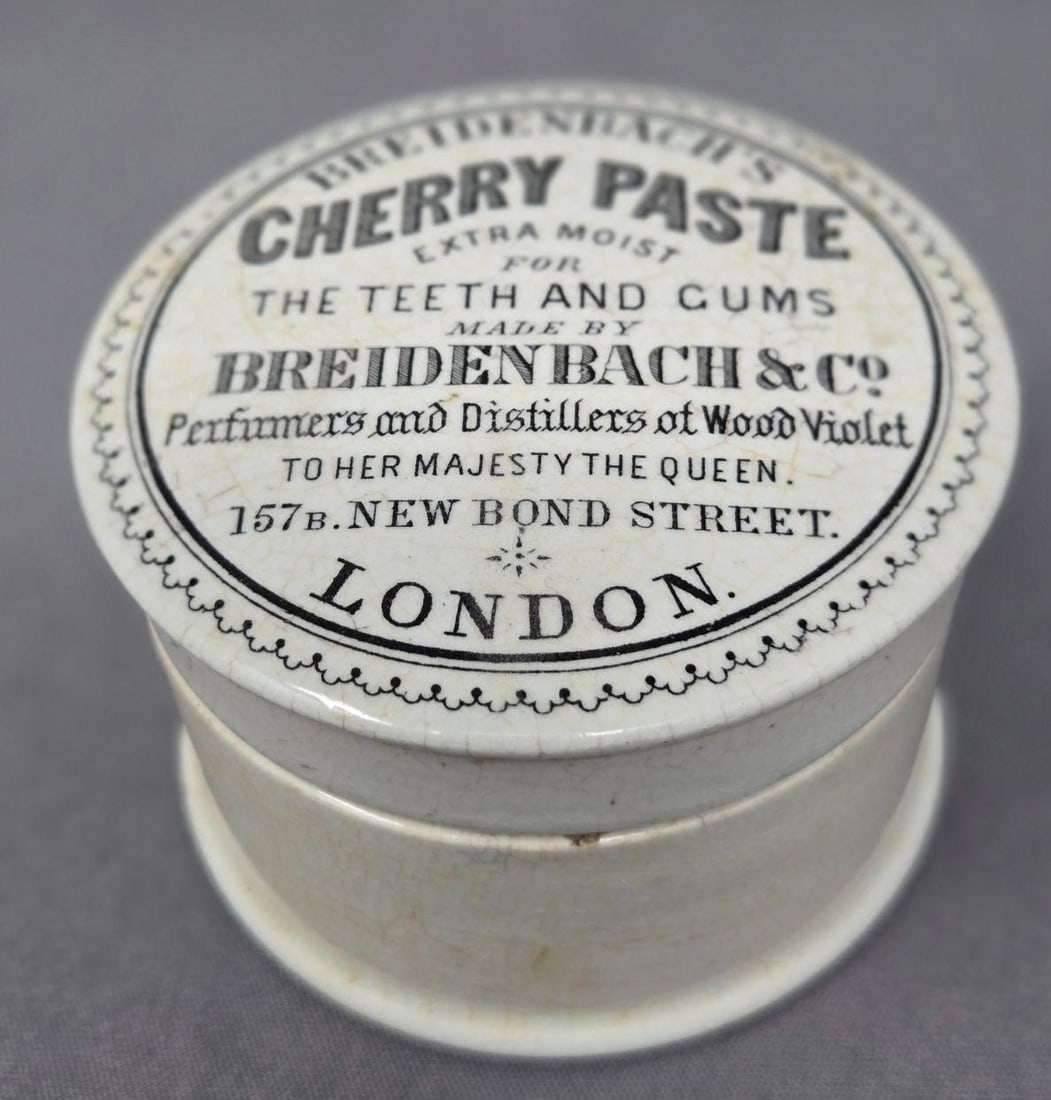 BREIDENBACH'S
CHERRY PASTE
EXTRA MOIST
FOR
THE TEETH AND GUMS
MADE BY
BREIDENBACH & Co
Perfumers and Distillers of Wood Violet
TO HER MAJESTY THE QUEEN.
157B. NEW BOND STREET.
LONDON.